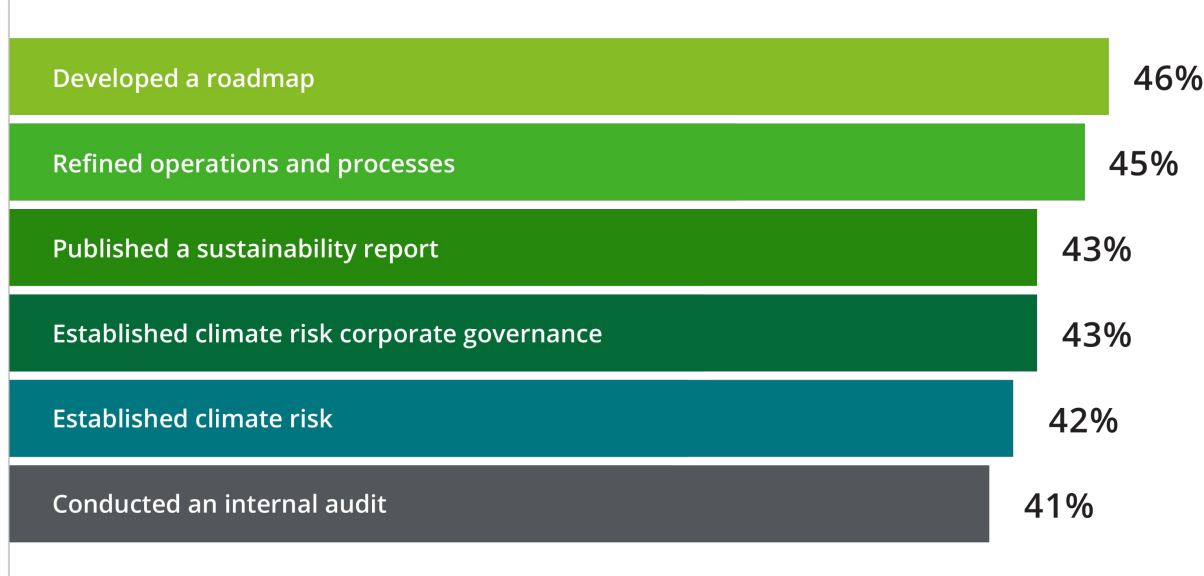 Developed a roadmap 46%
Refined operations and processes 45%
Published a sustainability report 43%
Established climate risk corporate governance 43%
Established climate risk 42%
Conducted an internal audit 41%